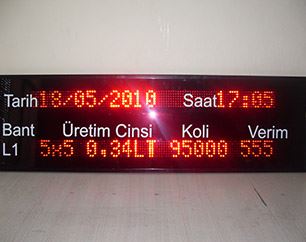 Tarih 18/05/2010 Saat 17:05
Bant Üretim Cinsi Koli Verim
L1 5x5 0.34LT 95000 555